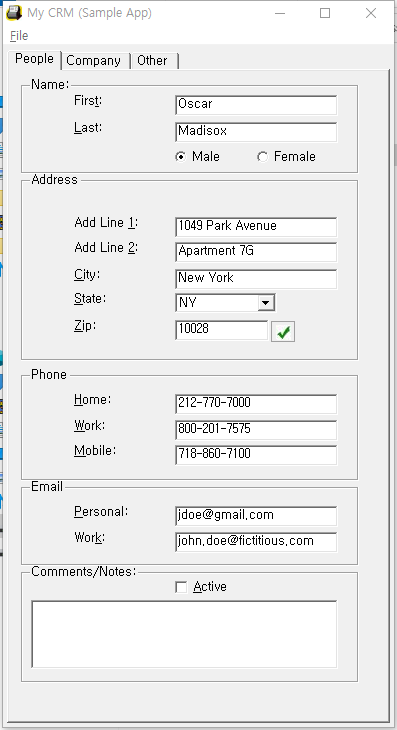 My CRM (Sample App)
File
People Company Other
Name:
First: Oscar
Last: Madisox
Male Female
Address
Add Line 1: 1049 Park Avenue
Add Line 2: Apartment 7G
City: New York
State: NY
Zip: 10028
Phone
Home: 212-770-7000
Work: 800-201-7575
Mobile: 718-860-7100
Email
Personal: jdoe@gmail.com
Work: john.doe@fictitious.com
Comments/Notes:
Active